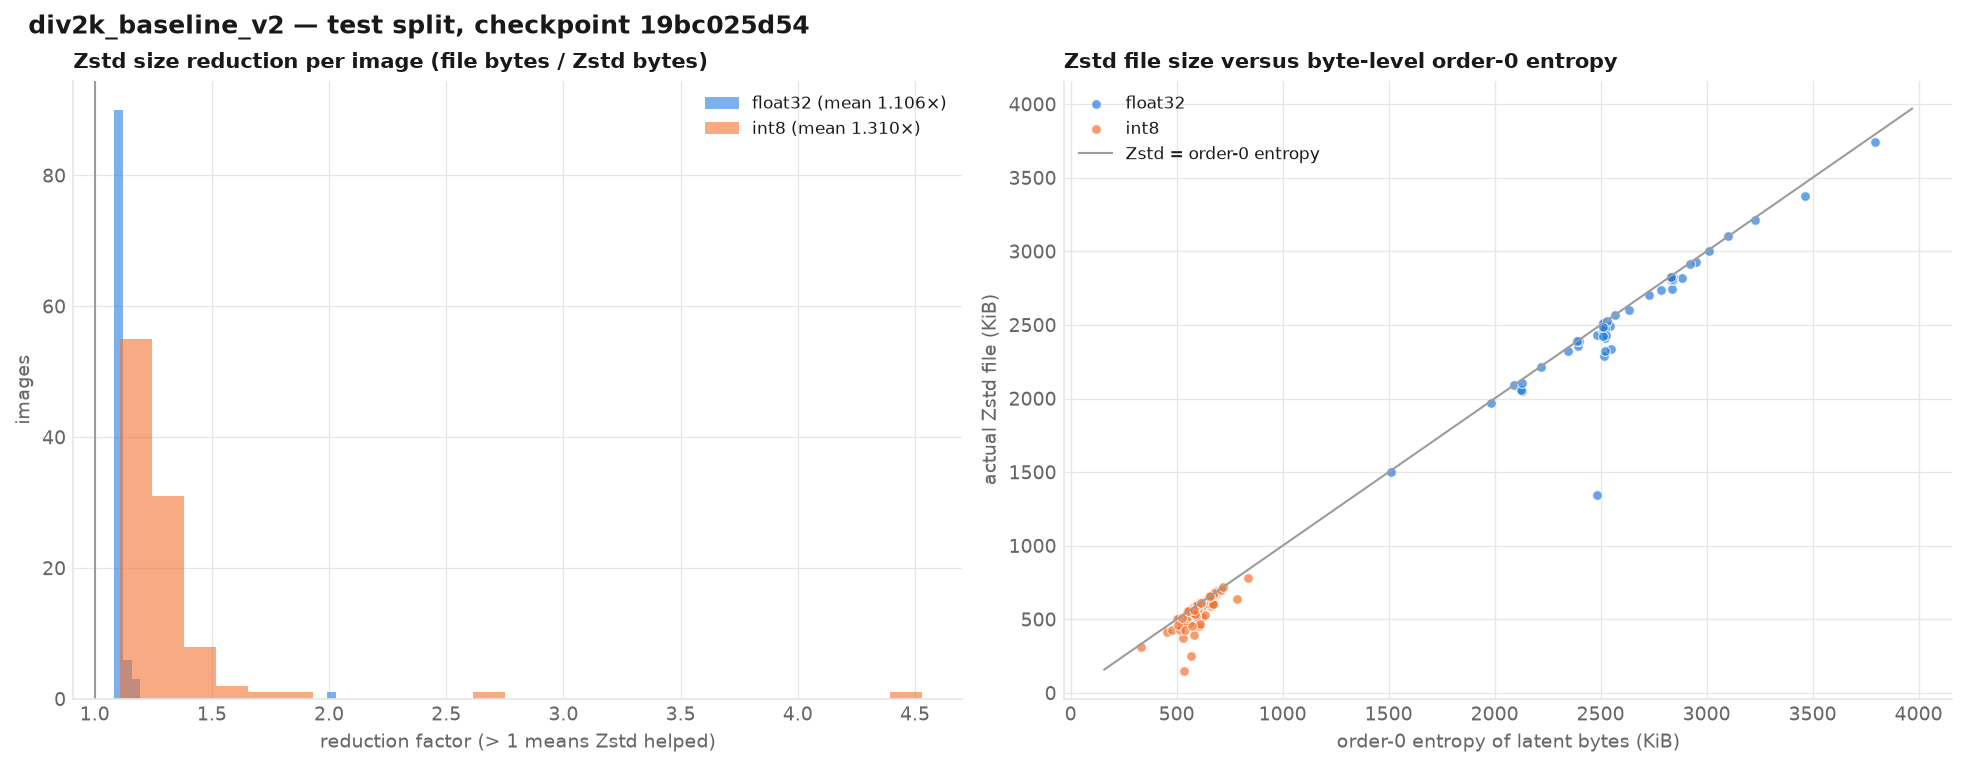 div2k_baseline_v2 — test split, checkpoint 19bc025d54
Zstd size reduction per image (file bytes / Zstd bytes)
float32 (mean 1.106×)
int8 (mean 1.310×)
images
80
60
40
20
0
1.0 1.5 2.0 2.5 3.0 3.5 4.0 4.5
reduction factor (> 1 means Zstd helped)
Zstd file size versus byte-level order-0 entropy
float32
int8
Zstd = order-0 entropy
actual Zstd file (KiB)
4000
3500
3000
2500
2000
1500
1000
500
0
0 500 1000 1500 2000 2500 3000 3500 4000
order-0 entropy of latent bytes (KiB)